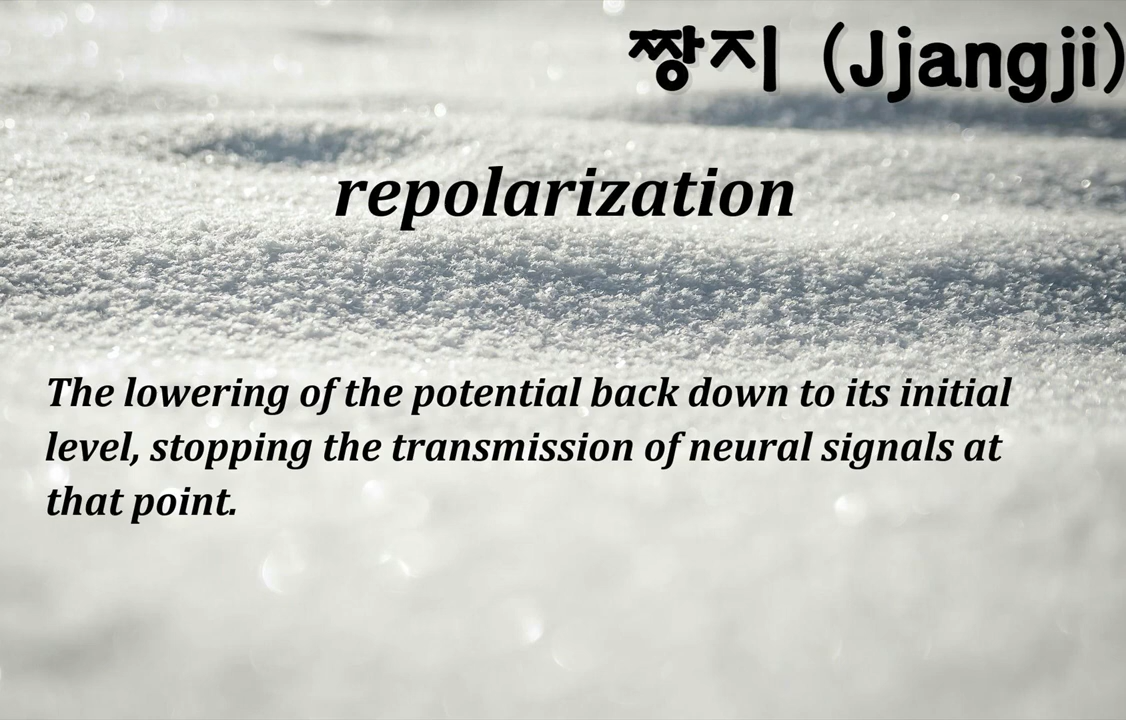 짱지 (Jjangji)
repolarization
The lowering of the potential back down to its initial
level, stopping the transmission of neural signals at
that point.